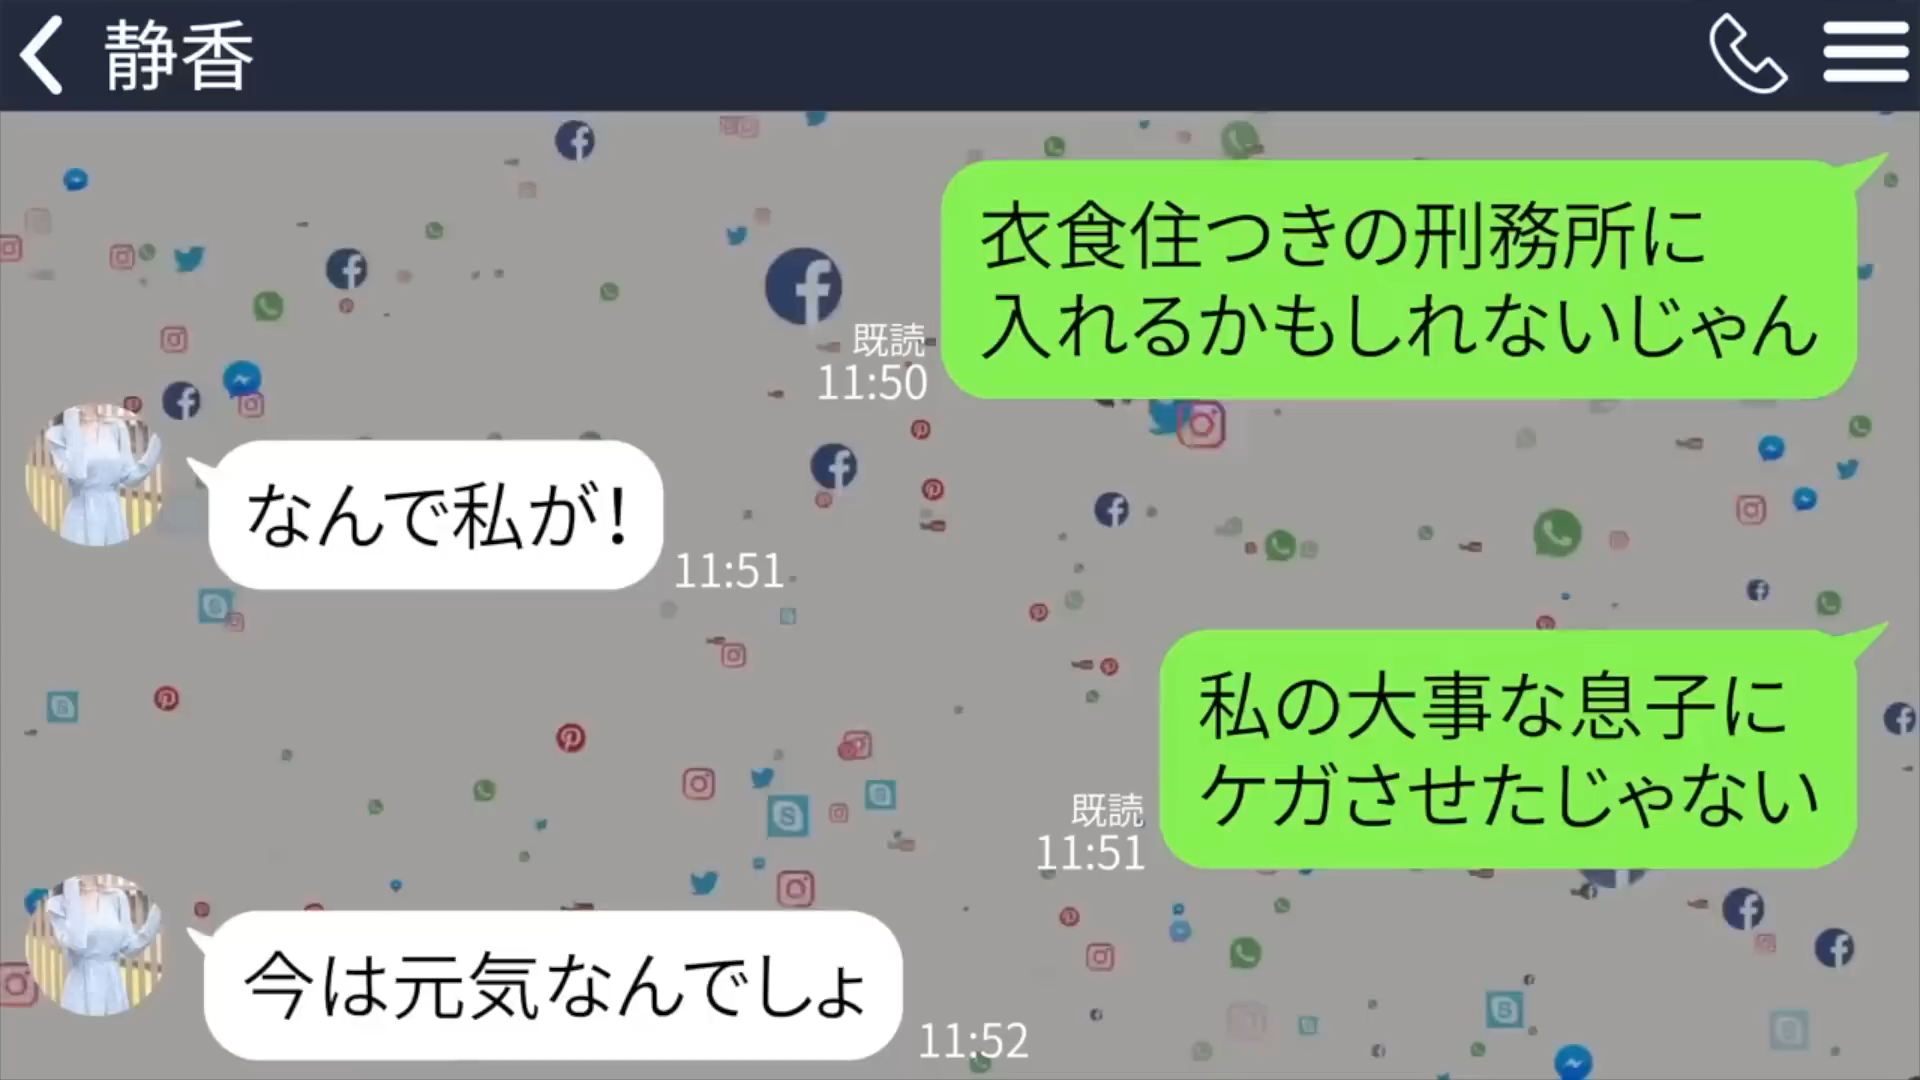 静香
衣食住つきの刑務所に
入れるかもしれないじゃん
既読
11:50
なんで私が!
11:51
私の大事な息子に
ケガさせたじゃない
既読
11:51
今は元気なんでしょ
11:52